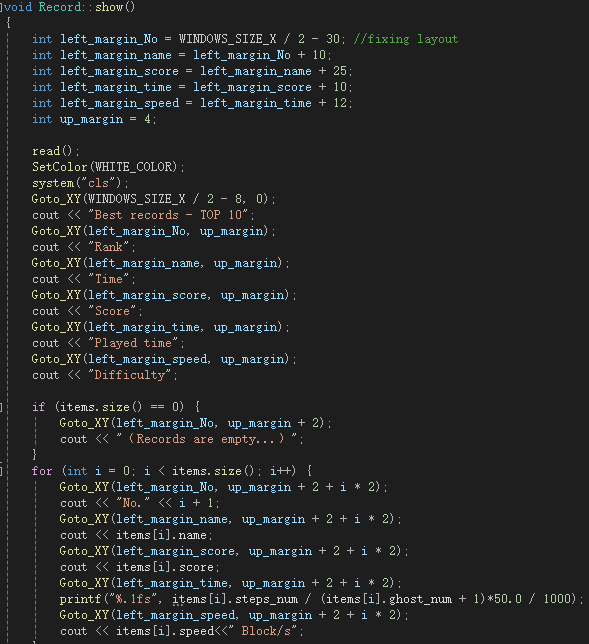 void Record::show()
{
    int left_margin_No = WINDOWS_SIZE_X / 2 - 30; //fixing layout
    int left_margin_name = left_margin_No + 10;
    int left_margin_score = left_margin_name + 25;
    int left_margin_time = left_margin_score + 10;
    int left_margin_speed = left_margin_time + 12;
    int up_margin = 4;

    read();
    SetColor(WHITE_COLOR);
    system("cls");
    Goto_XY(WINDOWS_SIZE_X / 2 - 8, 0);
    cout << "Best records - TOP 10";
    Goto_XY(left_margin_No, up_margin);
    cout << "Rank";
    Goto_XY(left_margin_name, up_margin);
    cout << "Time";
    Goto_XY(left_margin_score, up_margin);
    cout << "Score";
    Goto_XY(left_margin_time, up_margin);
    cout << "Played time";
    Goto_XY(left_margin_speed, up_margin);
    cout << "Difficulty";

    if (items.size() == 0) {
        Goto_XY(left_margin_No, up_margin + 2);
        cout << " (Records are empty...) ";
    }
    for (int i = 0; i < items.size(); i++) {
        Goto_XY(left_margin_No, up_margin + 2 + i * 2);
        cout << "No." << i + 1;
        Goto_XY(left_margin_name, up_margin + 2 + i * 2);
        cout << items[i].name;
        Goto_XY(left_margin_score, up_margin + 2 + i * 2);
        cout << items[i].score;
        Goto_XY(left_margin_time, up_margin + 2 + i * 2);
        printf("%.1fs", items[i].steps_num / (items[i].ghost_num + 1)*50.0 / 1000);
        Goto_XY(left_margin_speed, up_margin + 2 + i * 2);
        cout << items[i].speed<<" Block/s";